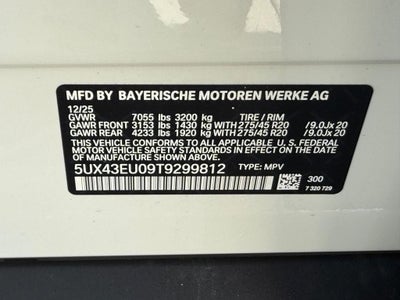 MFD. BY BAYERISCHE MOTOREN WERKE AG
12/25
GVWR 7055 lbs 3200 kg TIRE / RIM
GAWR FRONT 3153 lbs 1430 kg 275/45 R20 /9.0Jx 20
GAWR REAR 4233 lbs 1920 kg 275/45 R20 /9.0Jx 20
THIS VEHICLE CONFORMS TO ALL APPLICABLE U. S. FEDERAL
MOTOR VEHICLE SAFETY STANDARDS IN EFFECT ON
THE DATE OF MANUFACTURE SHOWN ABOVE.
5UX43EU09T9299812 TYPE: MPV
300
7 320 729